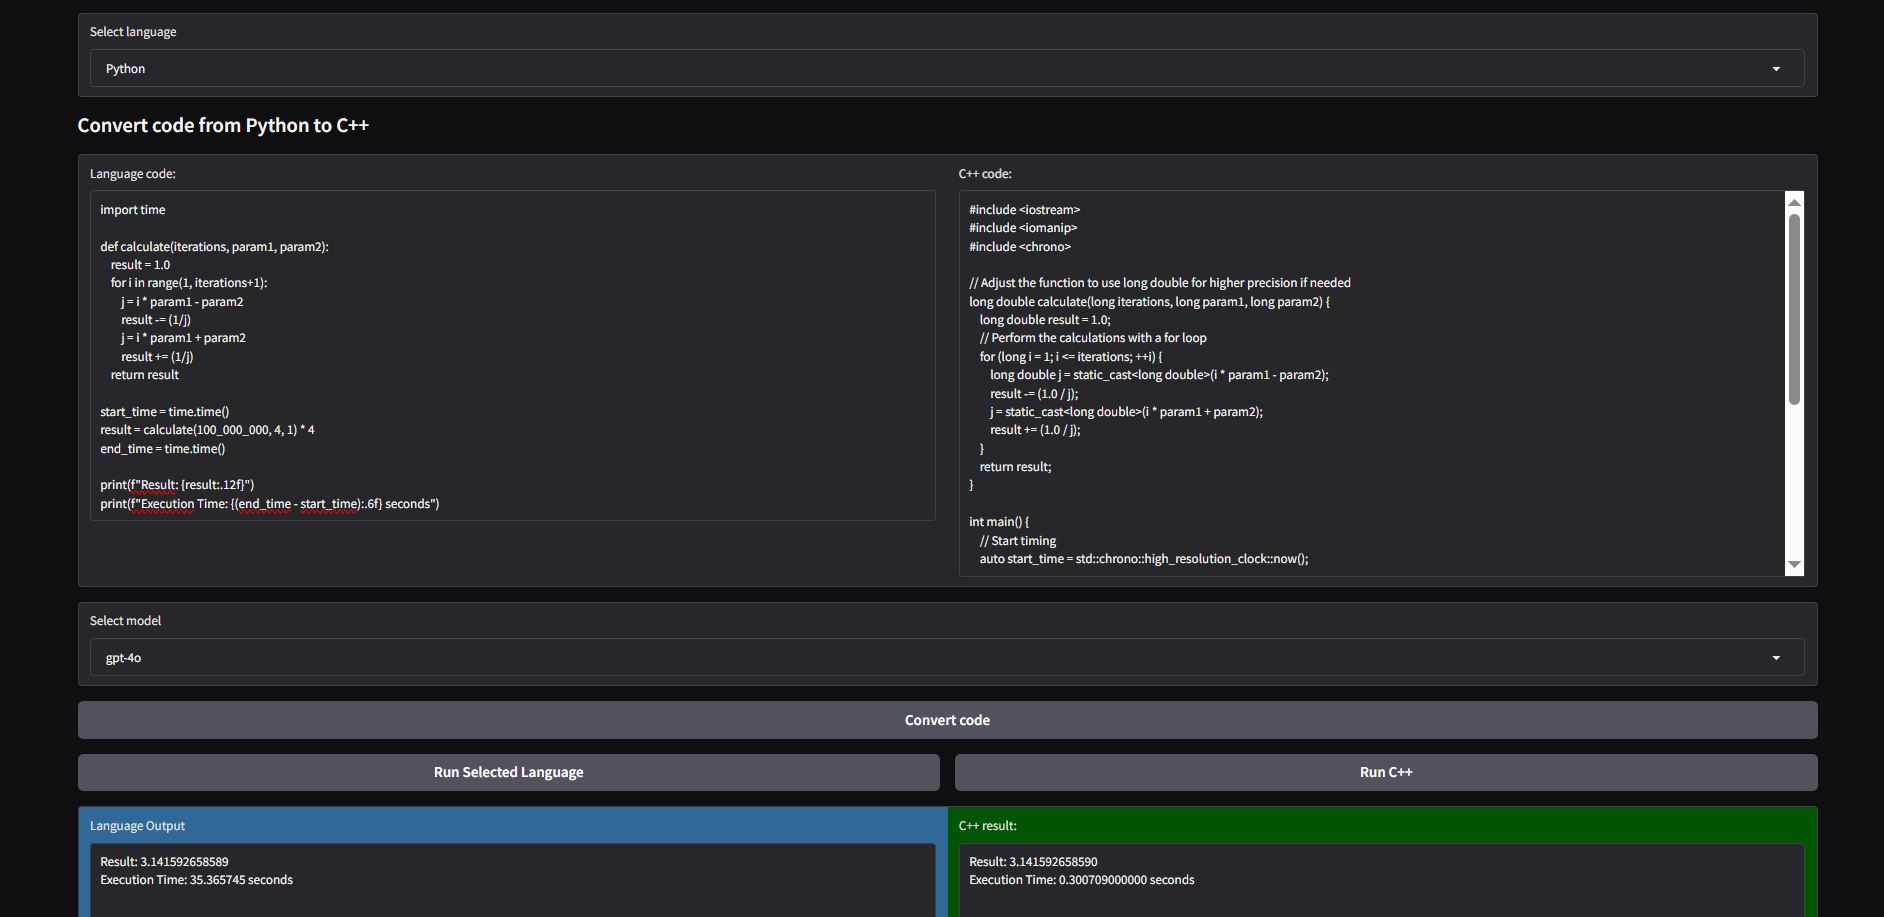 Select language
Python
Convert code from Python to C++
Language code:
import time

def calculate(iterations, param1, param2):
    result = 1.0
    for i in range(1, iterations+1):
        j = i * param1 - param2
        result -= (1/j)
        j = i * param1 + param2
        result += (1/j)
    return result

start_time = time.time()
result = calculate(100_000_000, 4, 1) * 4
end_time = time.time()

print(f"Result: {result:.12f}")
print(f"Execution Time: {(end_time - start_time):.6f} seconds")
C++ code:
#include <iostream>
#include <iomanip>
#include <chrono>

// Adjust the function to use long double for higher precision if needed
long double calculate(long iterations, long param1, long param2) {
    long double result = 1.0;
    // Perform the calculations with a for loop
    for (long i = 1; i <= iterations; ++i) {
        long double j = static_cast<long double>(i * param1 - param2);
        result -= (1.0 / j);
        j = static_cast<long double>(i * param1 + param2);
        result += (1.0 / j);
    }
    return result;
}

int main() {
    // Start timing
    auto start_time = std::chrono::high_resolution_clock::now();
Select model
gpt-4o
Convert code
Run Selected Language
Run C++
Language Output
Result: 3.141592658589
Execution Time: 35.365745 seconds
C++ result:
Result: 3.141592658590
Execution Time: 0.300709000000 seconds